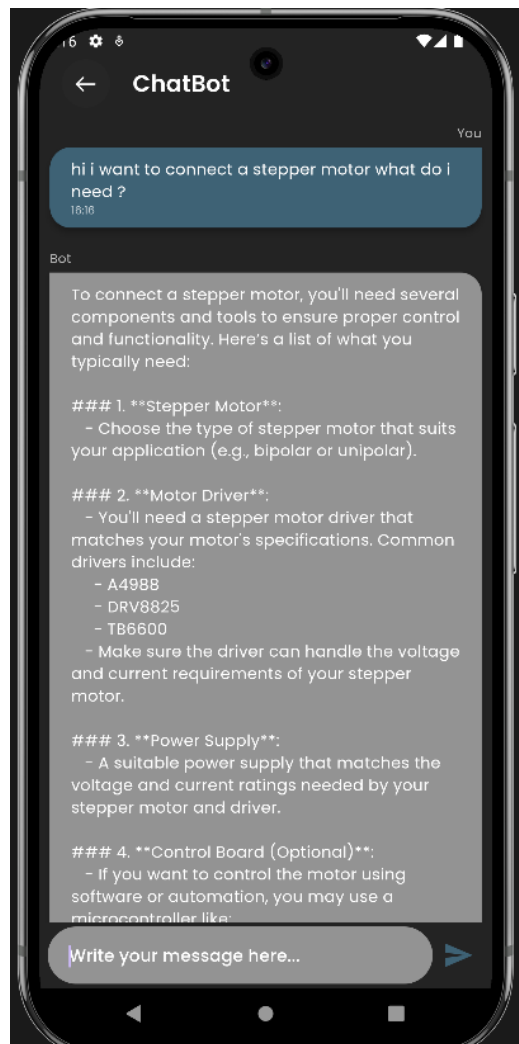 16
ChatBot
You
hi i want to connect a stepper motor what do i
need ?
16:16
Bot
To connect a stepper motor, you'll need several
components and tools to ensure proper control
and functionality. Here's a list of what you
typically need:
### 1. **Stepper Motor**:
- Choose the type of stepper motor that suits
your application (e.g., bipolar or unipolar).
### 2. **Motor Driver**:
- You'll need a stepper motor driver that
matches your motor's specifications. Common
drivers include:
- A4988
- DRV8825
- TB6600
- Make sure the driver can handle the voltage
and current requirements of your stepper
motor.
### 3. **Power Supply**:
- A suitable power supply that matches the
voltage and current ratings needed by your
stepper motor and driver.
### 4. **Control Board (Optional)**:
- If you want to control the motor using
software or automation, you may use a
microcontroller like:
Write your message here...